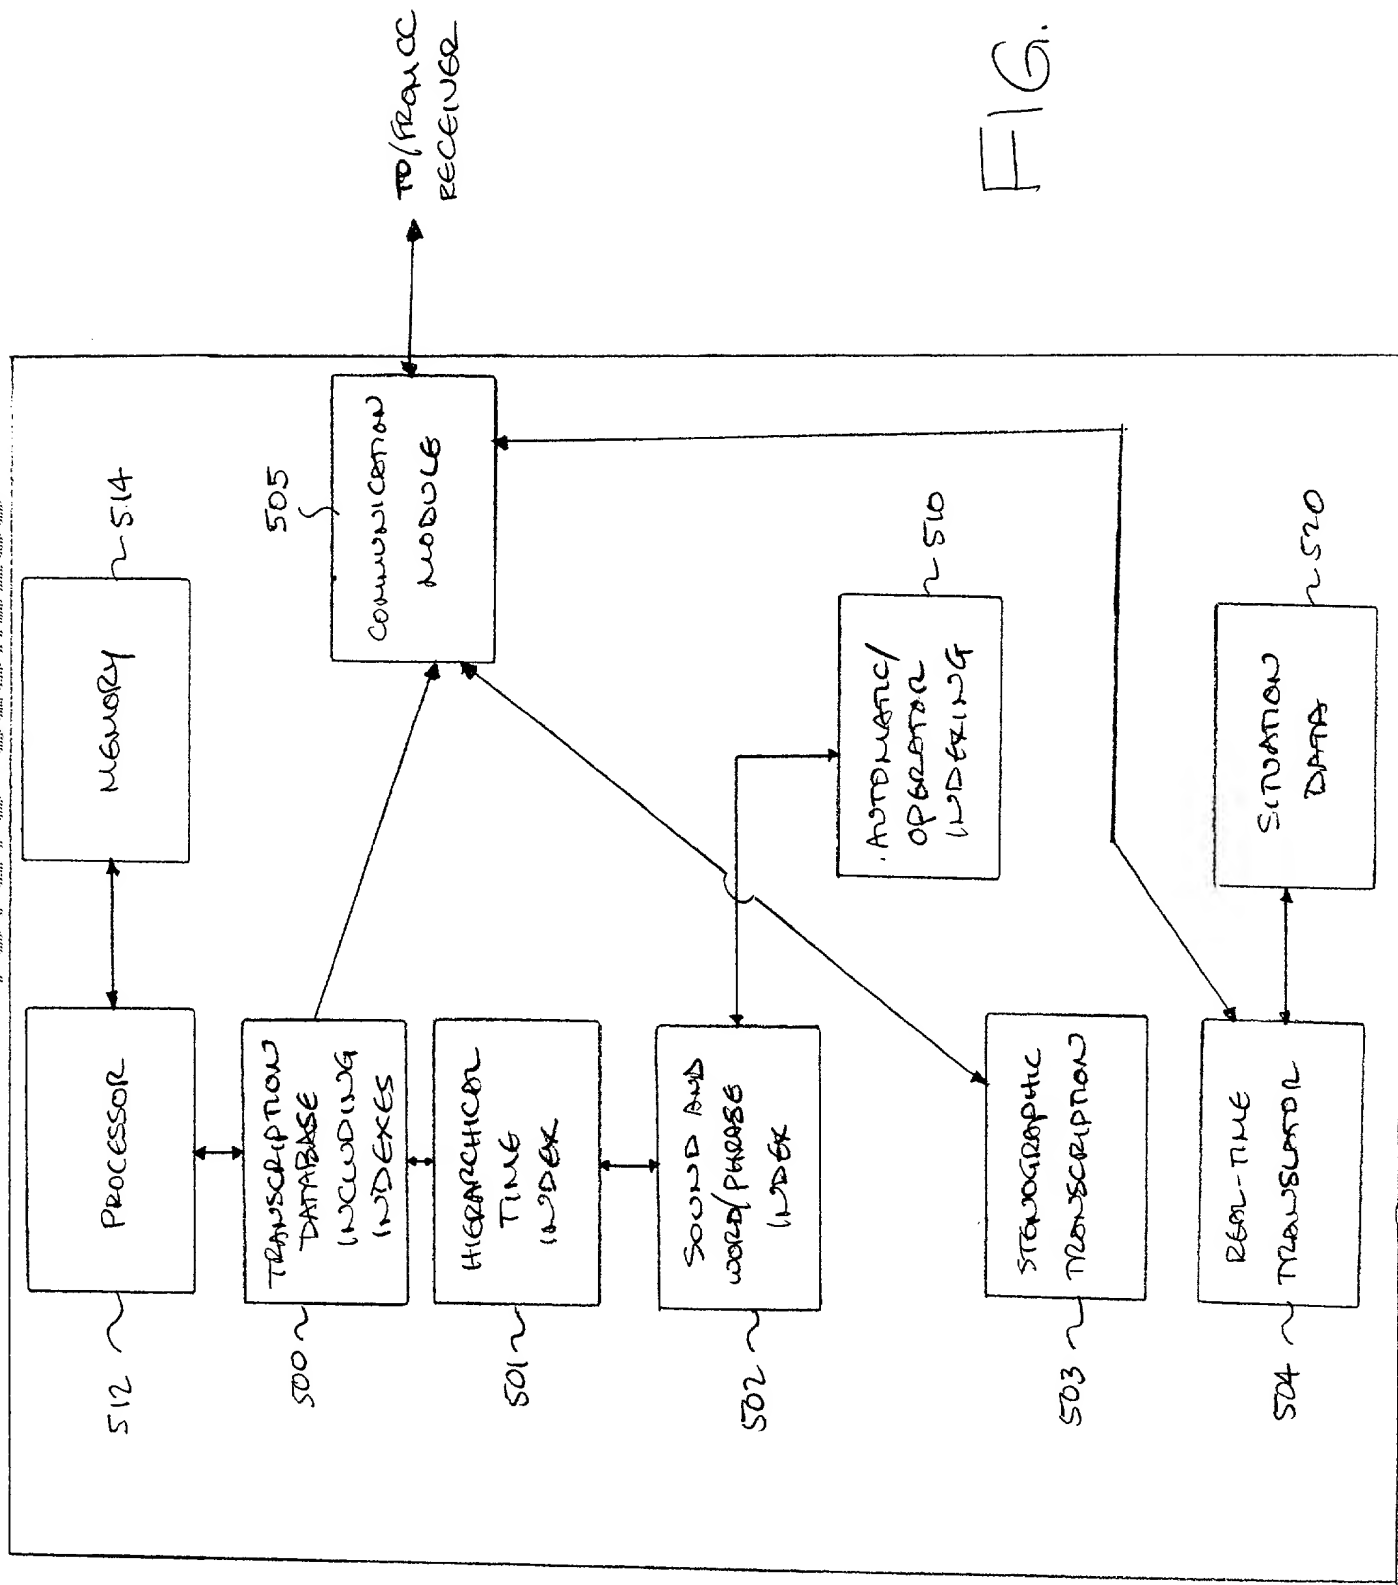 512
PROCESSOR
MEMORY
514
500
TRANSCRIPTION
DATABASE
INCLUDING
INDEXES
505
COMMUNICATION
MODULE
TO/FROM CC
RECEIVER
501
HIERARCHICAL
TIME
INDEX
502
SOUND AND
WORD/PHRASE
INDEX
AUTOMATIC/
OPERATOR
INDEXING
510
503
STENOGRAPHIC
TRANSCRIPTION
504
REAL-TIME
TRANSLATOR
SITUATION
DATA
520
FIG.